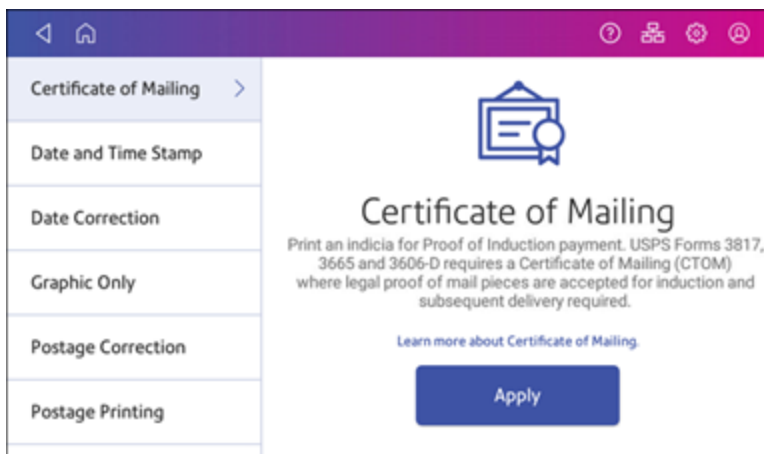 Certificate of Mailing
Date and Time Stamp
Date Correction
Graphic Only
Postage Correction
Postage Printing
Certificate of Mailing
Print an indicia for Proof of Induction payment. USPS Forms 3817,
3665 and 3606-D requires a Certificate of Mailing (CTOM)
where legal proof of mail pieces are accepted for induction and
subsequent delivery required.
Learn more about Certificate of Mailing.
Apply